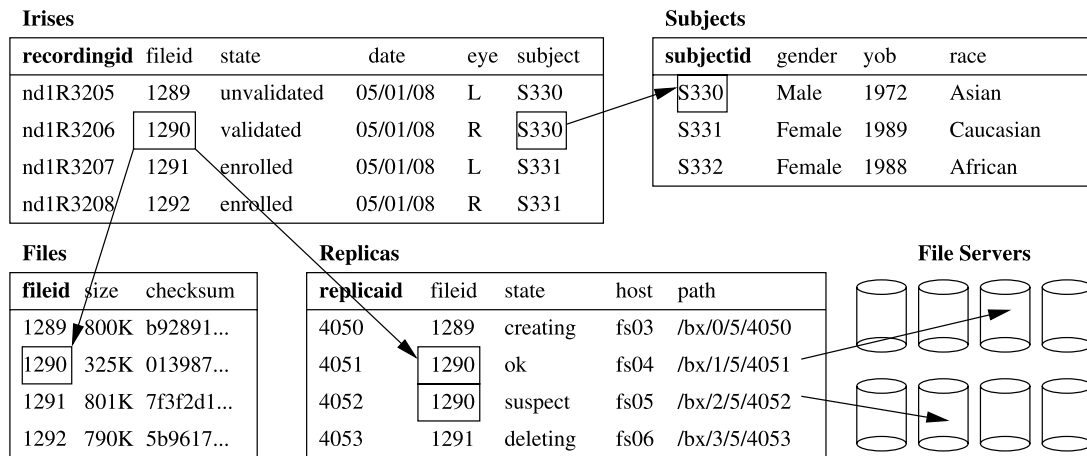 Irises
recordingid fileid state date eye subject
nd1R3205 1289 unvalidated 05/01/08 L S330
nd1R3206 1290 validated 05/01/08 R S330
nd1R3207 1291 enrolled 05/01/08 L S331
nd1R3208 1292 enrolled 05/01/08 R S331
Subjects
subjectid gender yob race
S330 Male 1972 Asian
S331 Female 1989 Caucasian
S332 Female 1988 African
Files
fileid size checksum
1289 800K b92891...
1290 325K 013987...
1291 801K 7f3f2d1...
1292 790K 5b9617...
Replicas
replicaid fileid state host path
4050 1289 creating fs03 /bx/0/5/4050
4051 1290 ok fs04 /bx/1/5/4051
4052 1290 suspect fs05 /bx/2/5/4052
4053 1291 deleting fs06 /bx/3/5/4053
File Servers